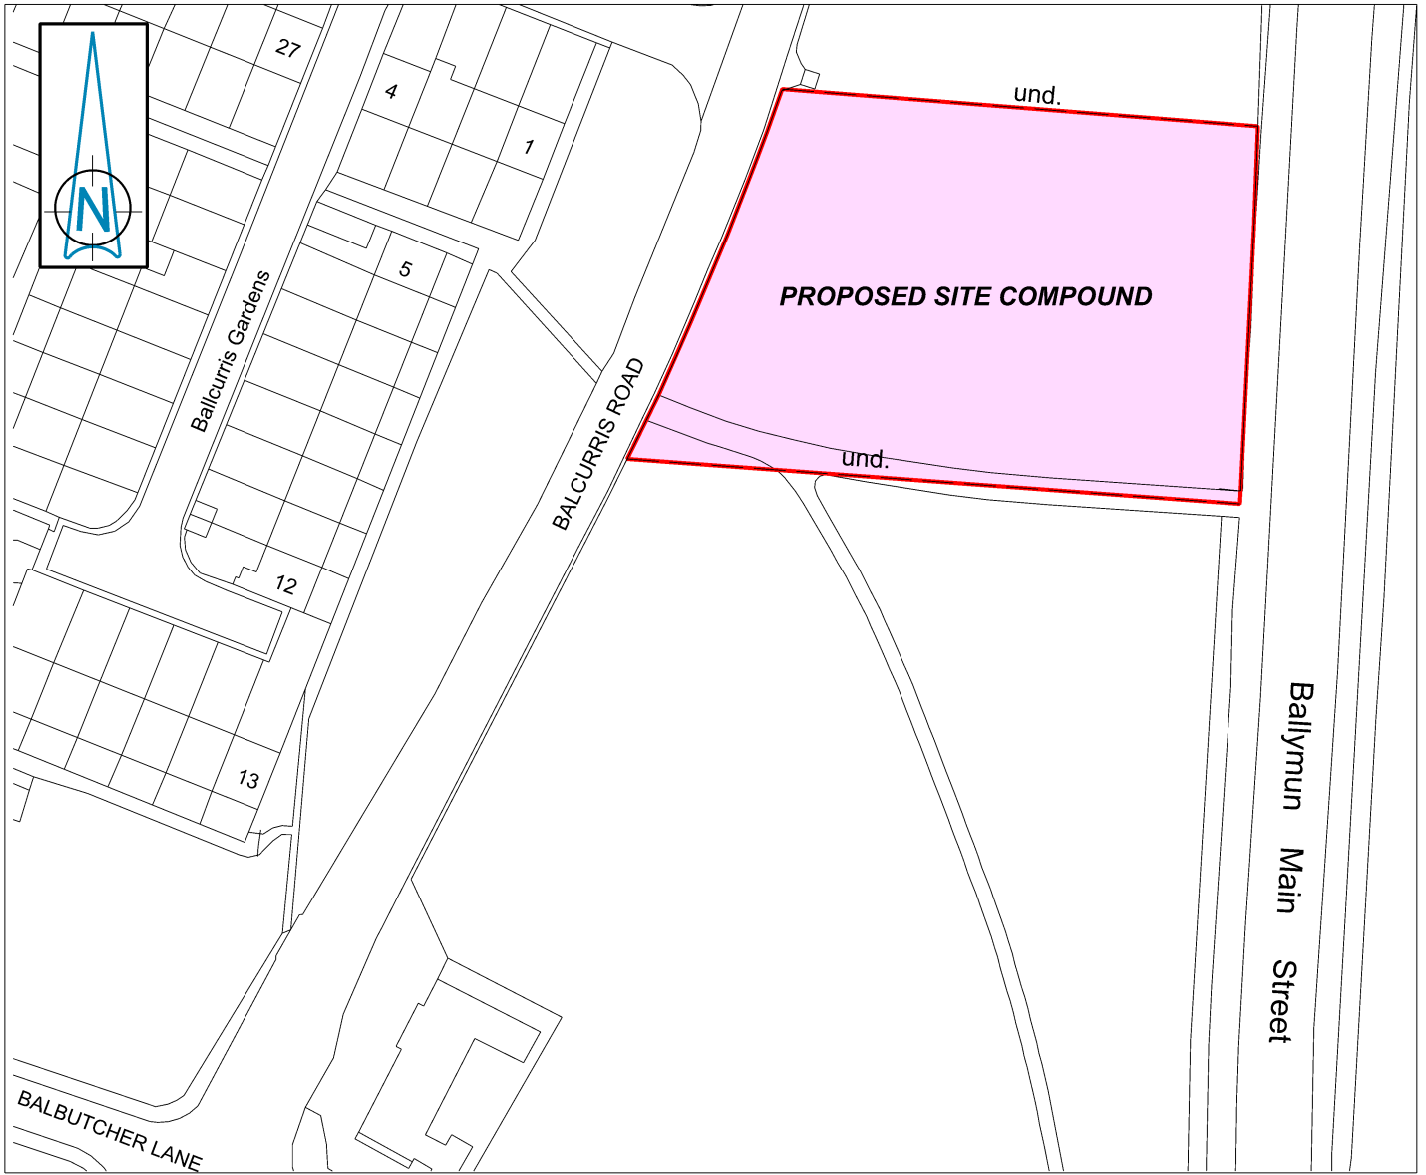 27
und.
4
1
N
5
PROPOSED SITE COMPOUND
Ballcurris Gardens
BALCURRIS ROAD
und.
12
Ballymun Main Street
13
BALBUTCHER LANE